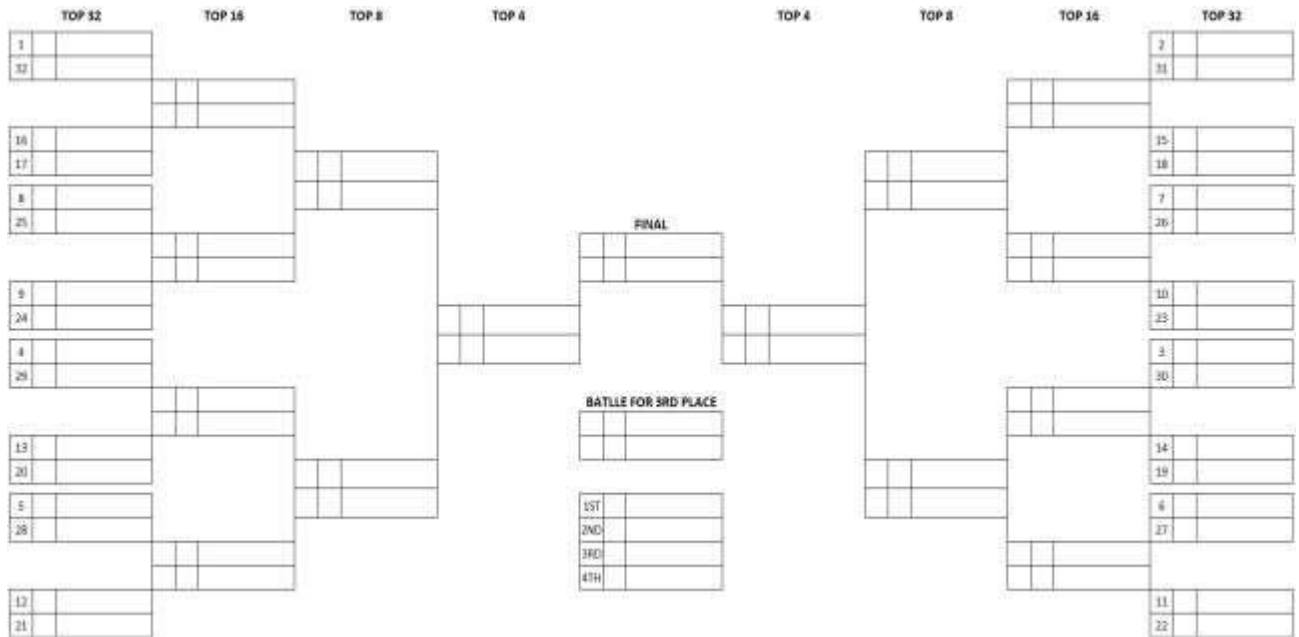 TOP 32 TOP 16 TOP 8 TOP 4 TOP 4 TOP 8 TOP 16 TOP 32
1 2
32 31
16 15
17 18
8 7
25 26
FINAL
9 10
24 23
4 3
29 30
BATLLE FOR 3RD PLACE
13 14
20 19
5 1ST 6
28 2ND 27
3RD
4TH
12 11
21 22